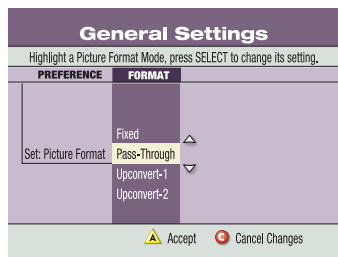 General Settings
Highlight a Picture Format Mode, press SELECT to change its setting.
PREFERENCE FORMAT
Fixed
Set: Picture Format Pass-Through
Upconvert-1
Upconvert-2
A Accept C Cancel Changes